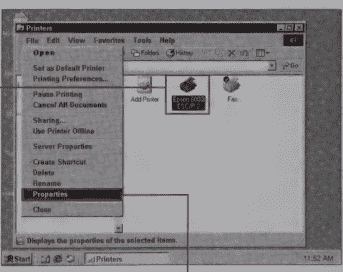 Printers
File Edit View Favorites Tools Help
Open
Folders History
Set as Default Printer
Printing Preferences...
Go
Pause Printing
Cancel All Documents
Add Printer
Epson
ESC/P 2
Fax
Sharing...
Use Printer Offline
Server Properties
Create Shortcut
Delete
Rename
Properties
Close
Displays the properties of the selected items.
Start
Printers
11:52 AM